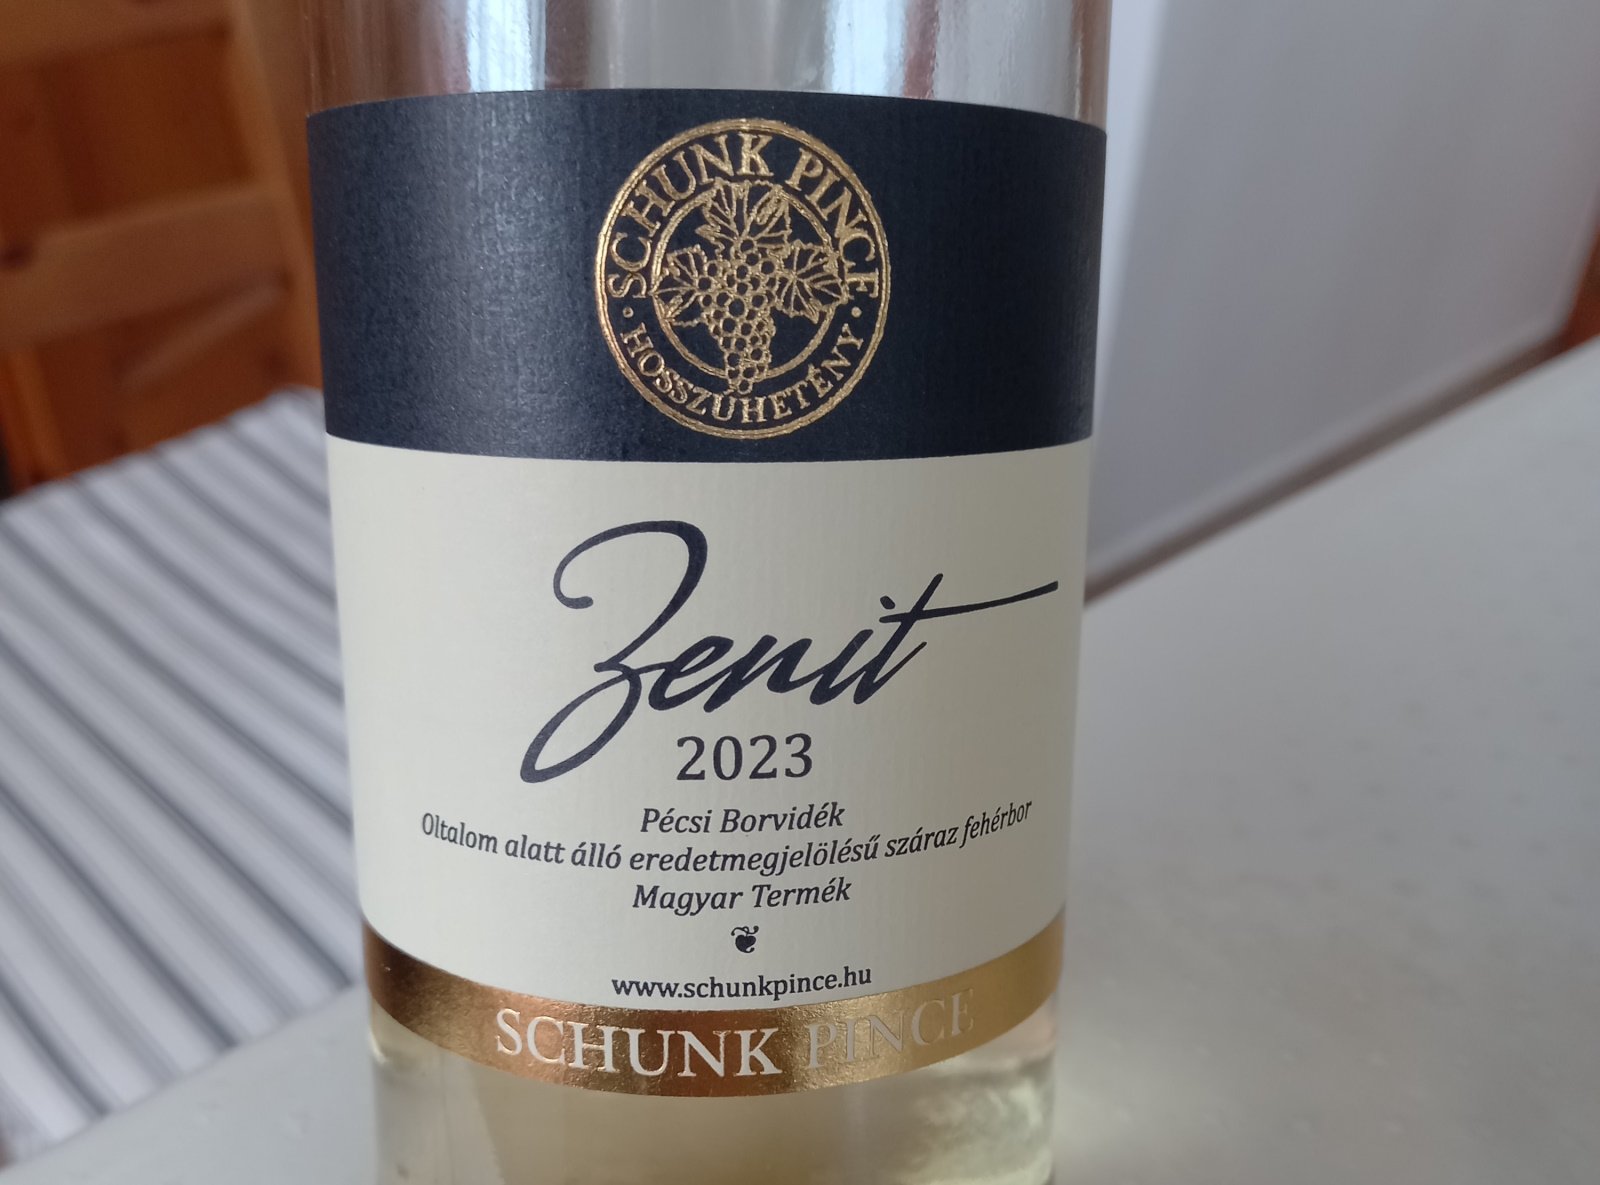 SCHUNK PINCE
· HOSSZÚHETÉNY ·
Zenit
2023
Pécsi Borvidék
Oltalom alatt álló eredetmegjelölésű száraz fehérbor
Magyar Termék
www.schunkpince.hu
SCHUNK PINCE